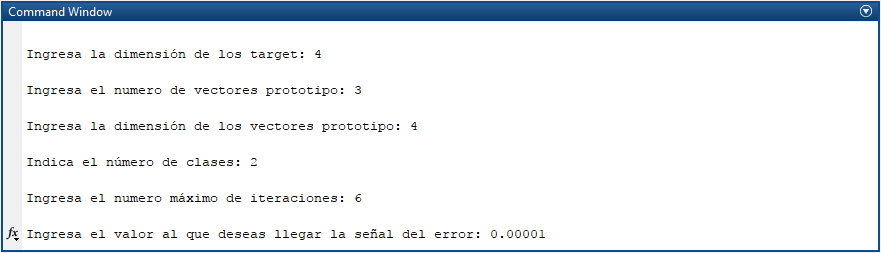 Command Window
Ingresa la dimensión de los target: 4
Ingresa el numero de vectores prototipo: 3
Ingresa la dimensión de los vectores prototipo: 4
Indica el número de clases: 2
Ingresa el numero máximo de iteraciones: 6
fx Ingresa el valor al que deseas llegar la señal del error: 0.00001